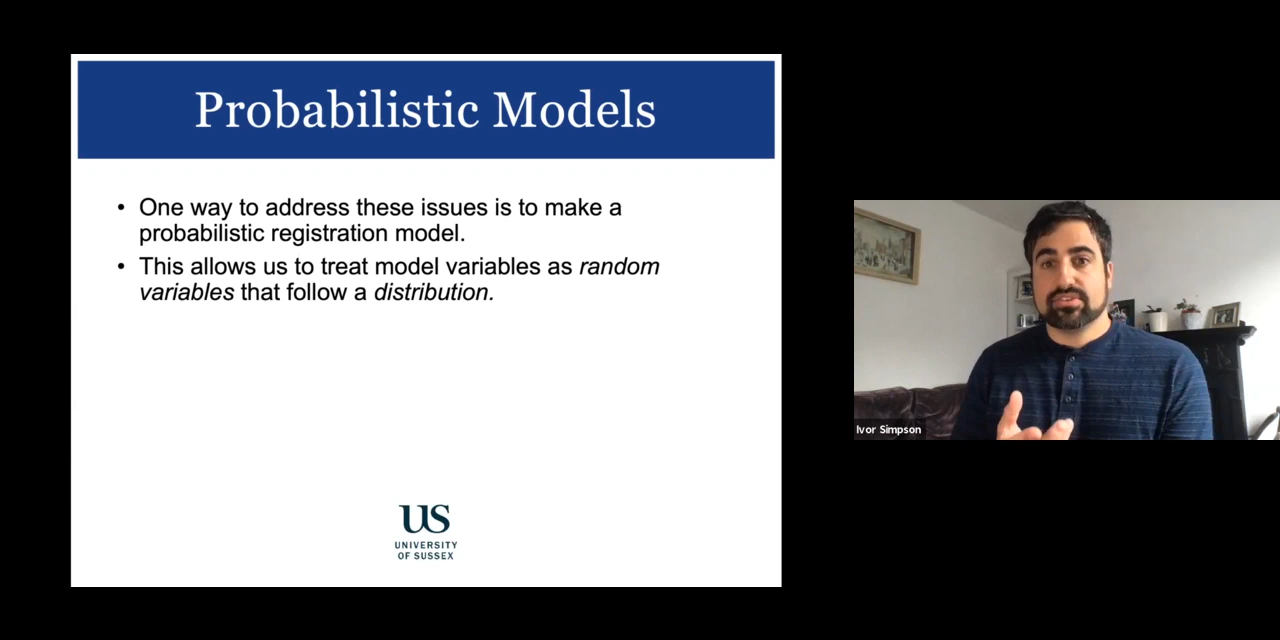 Probabilistic Models
• One way to address these issues is to make a
probabilistic registration model.
• This allows us to treat model variables as random
variables that follow a distribution.
US
UNIVERSITY
OF SUSSEX
Ivor Simpson